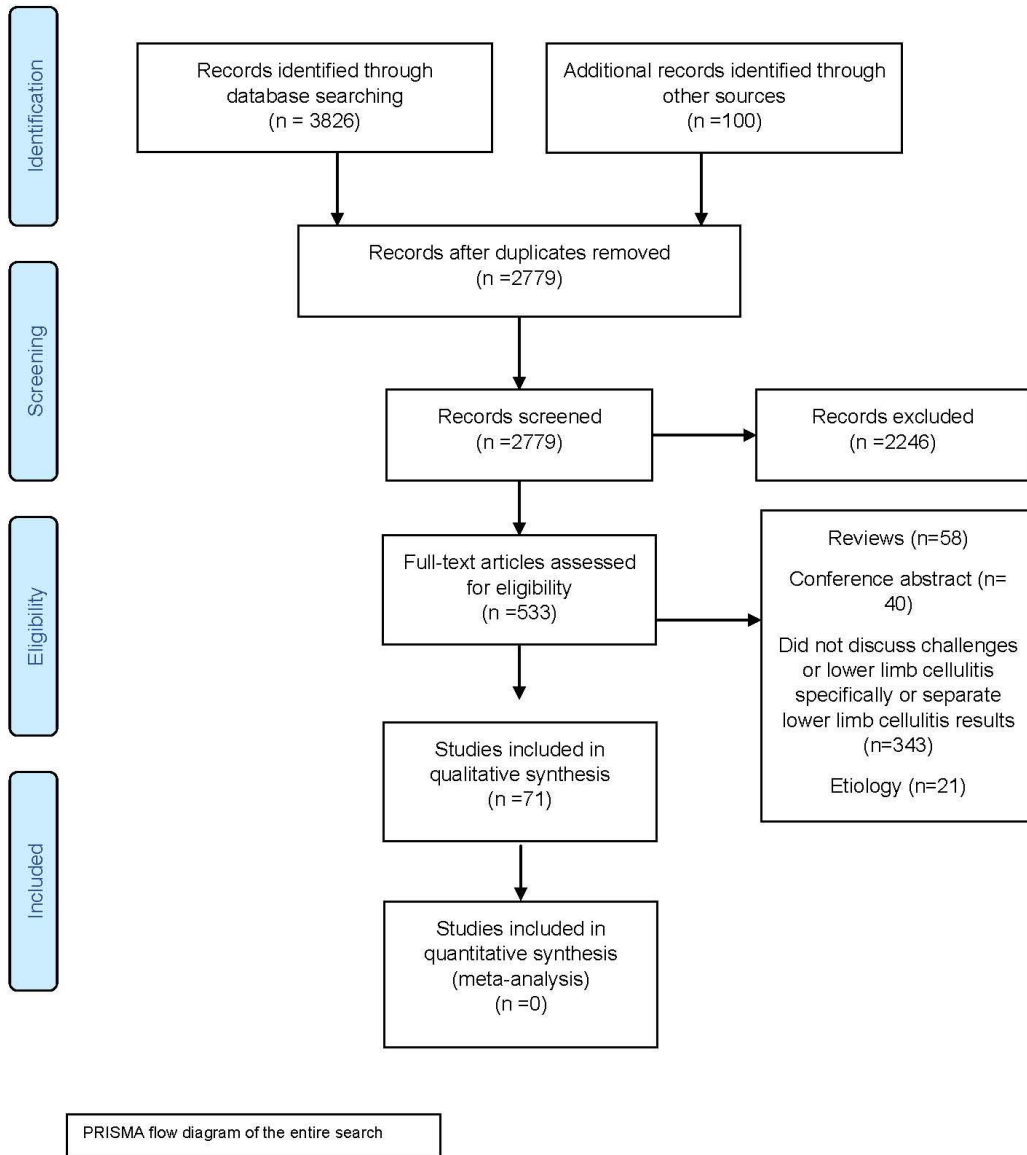 Identification
Records identified through
database searching
(n = 3826)
Additional records identified through
other sources
(n =100)
Records after duplicates removed
(n =2779)
Screening
Records screened
(n =2779)
Records excluded
(n =2246)
Eligibility
Full-text articles assessed
for eligibility
(n =533)
Reviews (n=58)
Conference abstract (n=
40)
Did not discuss challenges
or lower limb cellulitis
specifically or separate
lower limb cellulitis results
(n=343)
Etiology (n=21)
Studies included in
qualitative synthesis
(n =71)
Included
Studies included in
quantitative synthesis
(meta-analysis)
(n =0)
PRISMA flow diagram of the entire search